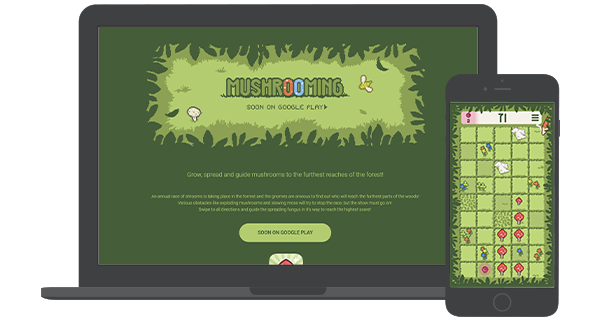 MUSHROOMING
SOON ON GOOGLE PLAY
Grow, spread and guide mushrooms to the furthest reaches of the forest!
An annual race of shrooms is taking place in the forest and the gnomes are anxious to find out who will reach the furthest parts of the woods!
Various obstacles like exploding mushrooms and slowing moss will try to stop the race, but the show must go on!
Swipe to all directions and guide the spreading fungus in its way to reach the highest score!
SOON ON GOOGLE PLAY